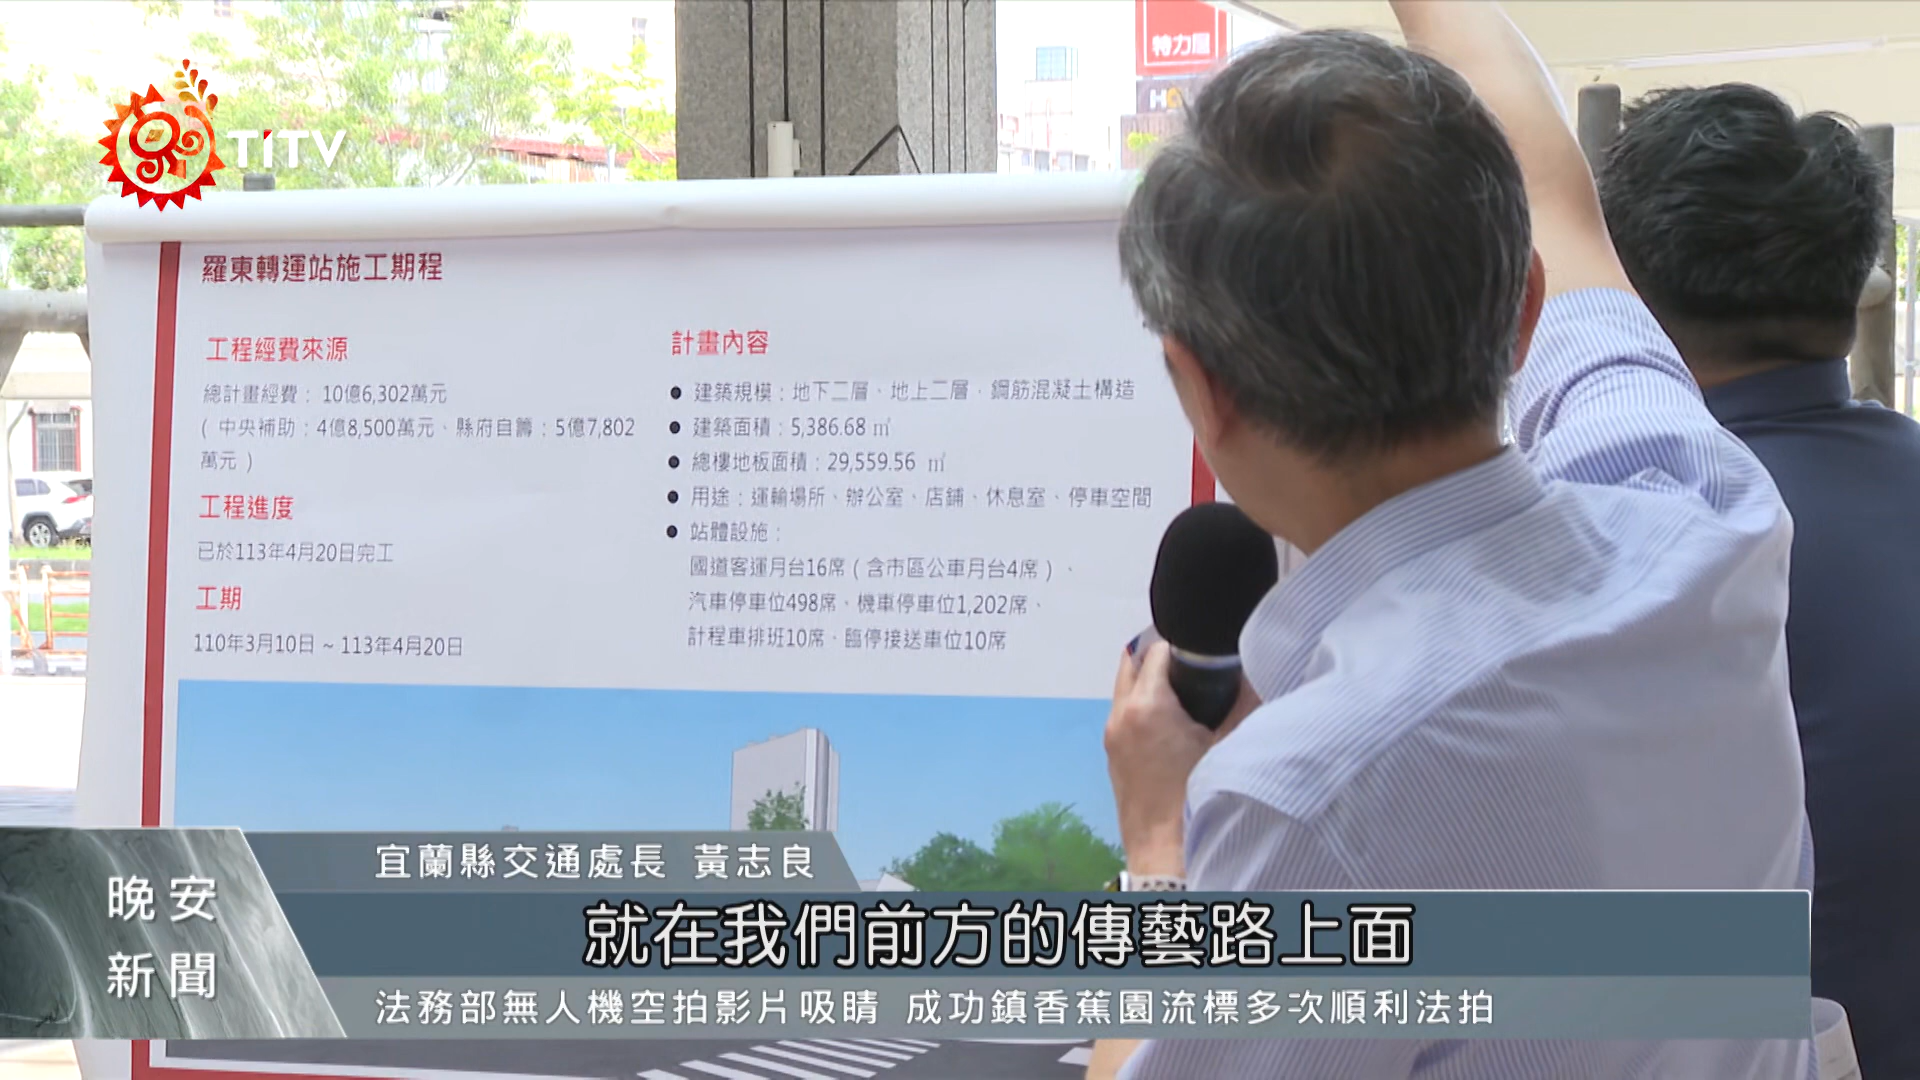 特力屋
TiTV
羅東轉運站施工期程
工程經費來源
總計畫經費：10億6,302萬元
(中央補助：4億8,500萬元、縣府自籌：5億7,802
萬元)
工程進度
已於113年4月20日完工
工期
110年3月10日 ~ 113年4月20日
計畫內容
● 建築規模：地下二層、地上二層，鋼筋混凝土構造
● 建築面積：5,386.68 ㎡
● 總樓地板面積：29,559.56 ㎡
● 用途：運輸場所、辦公室、店鋪、休息室、停車空間
● 站體設施：
國道客運月台16席(含市區公車月台4席)、
汽車停車位498席、機車停車位1,202席、
計程車排班10席、臨停接送車位10席
宜蘭縣交通處長 黃志良
晚安
新聞
就在我們前方的傳藝路上面
法務部無人機空拍影片吸睛 成功鎮香蕉園流標多次順利法拍